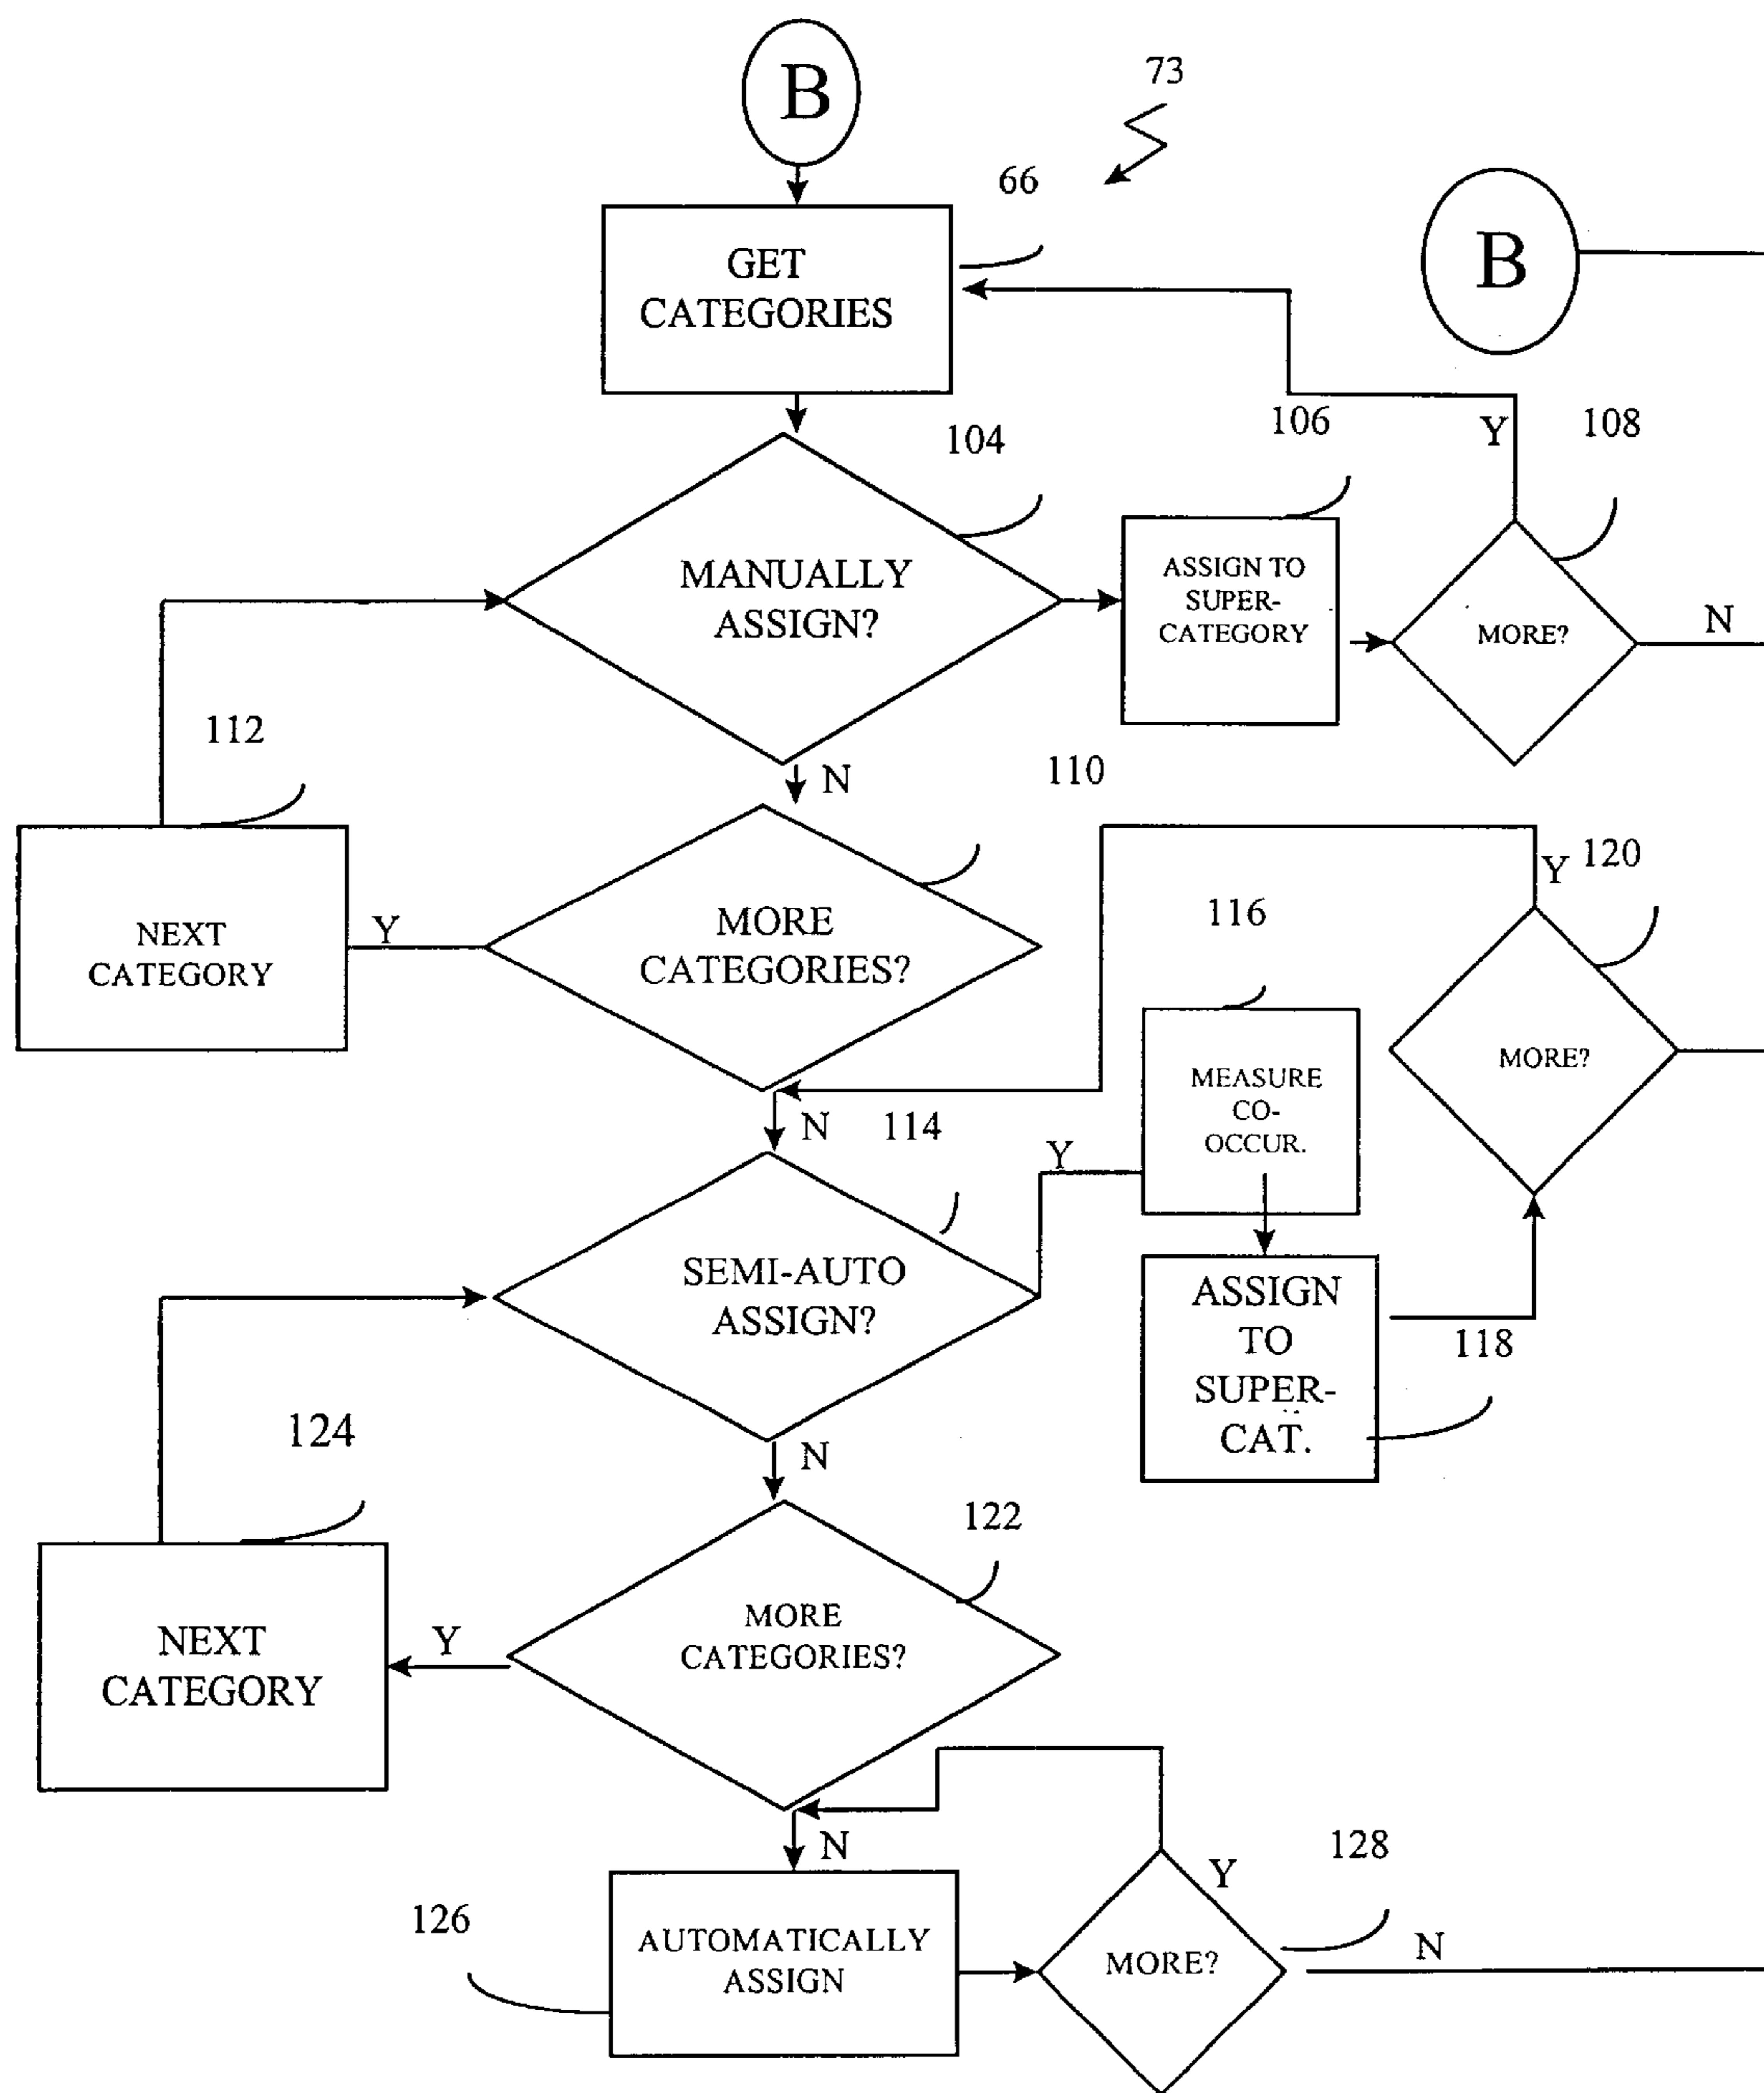 B
73
66
GET
CATEGORIES
B
104
106
Y
108
MANUALLY
ASSIGN?
ASSIGN TO
SUPER-
CATEGORY
MORE?
N
112
N
110
NEXT
CATEGORY
Y
MORE
CATEGORIES?
116
Y
120
MEASURE
CO-
OCCUR.
MORE?
N
114
Y
SEMI-AUTO
ASSIGN?
ASSIGN
TO
SUPER-
CAT.
118
124
N
122
NEXT
CATEGORY
Y
MORE
CATEGORIES?
N
126
AUTOMATICALLY
ASSIGN
MORE?
Y
128
N